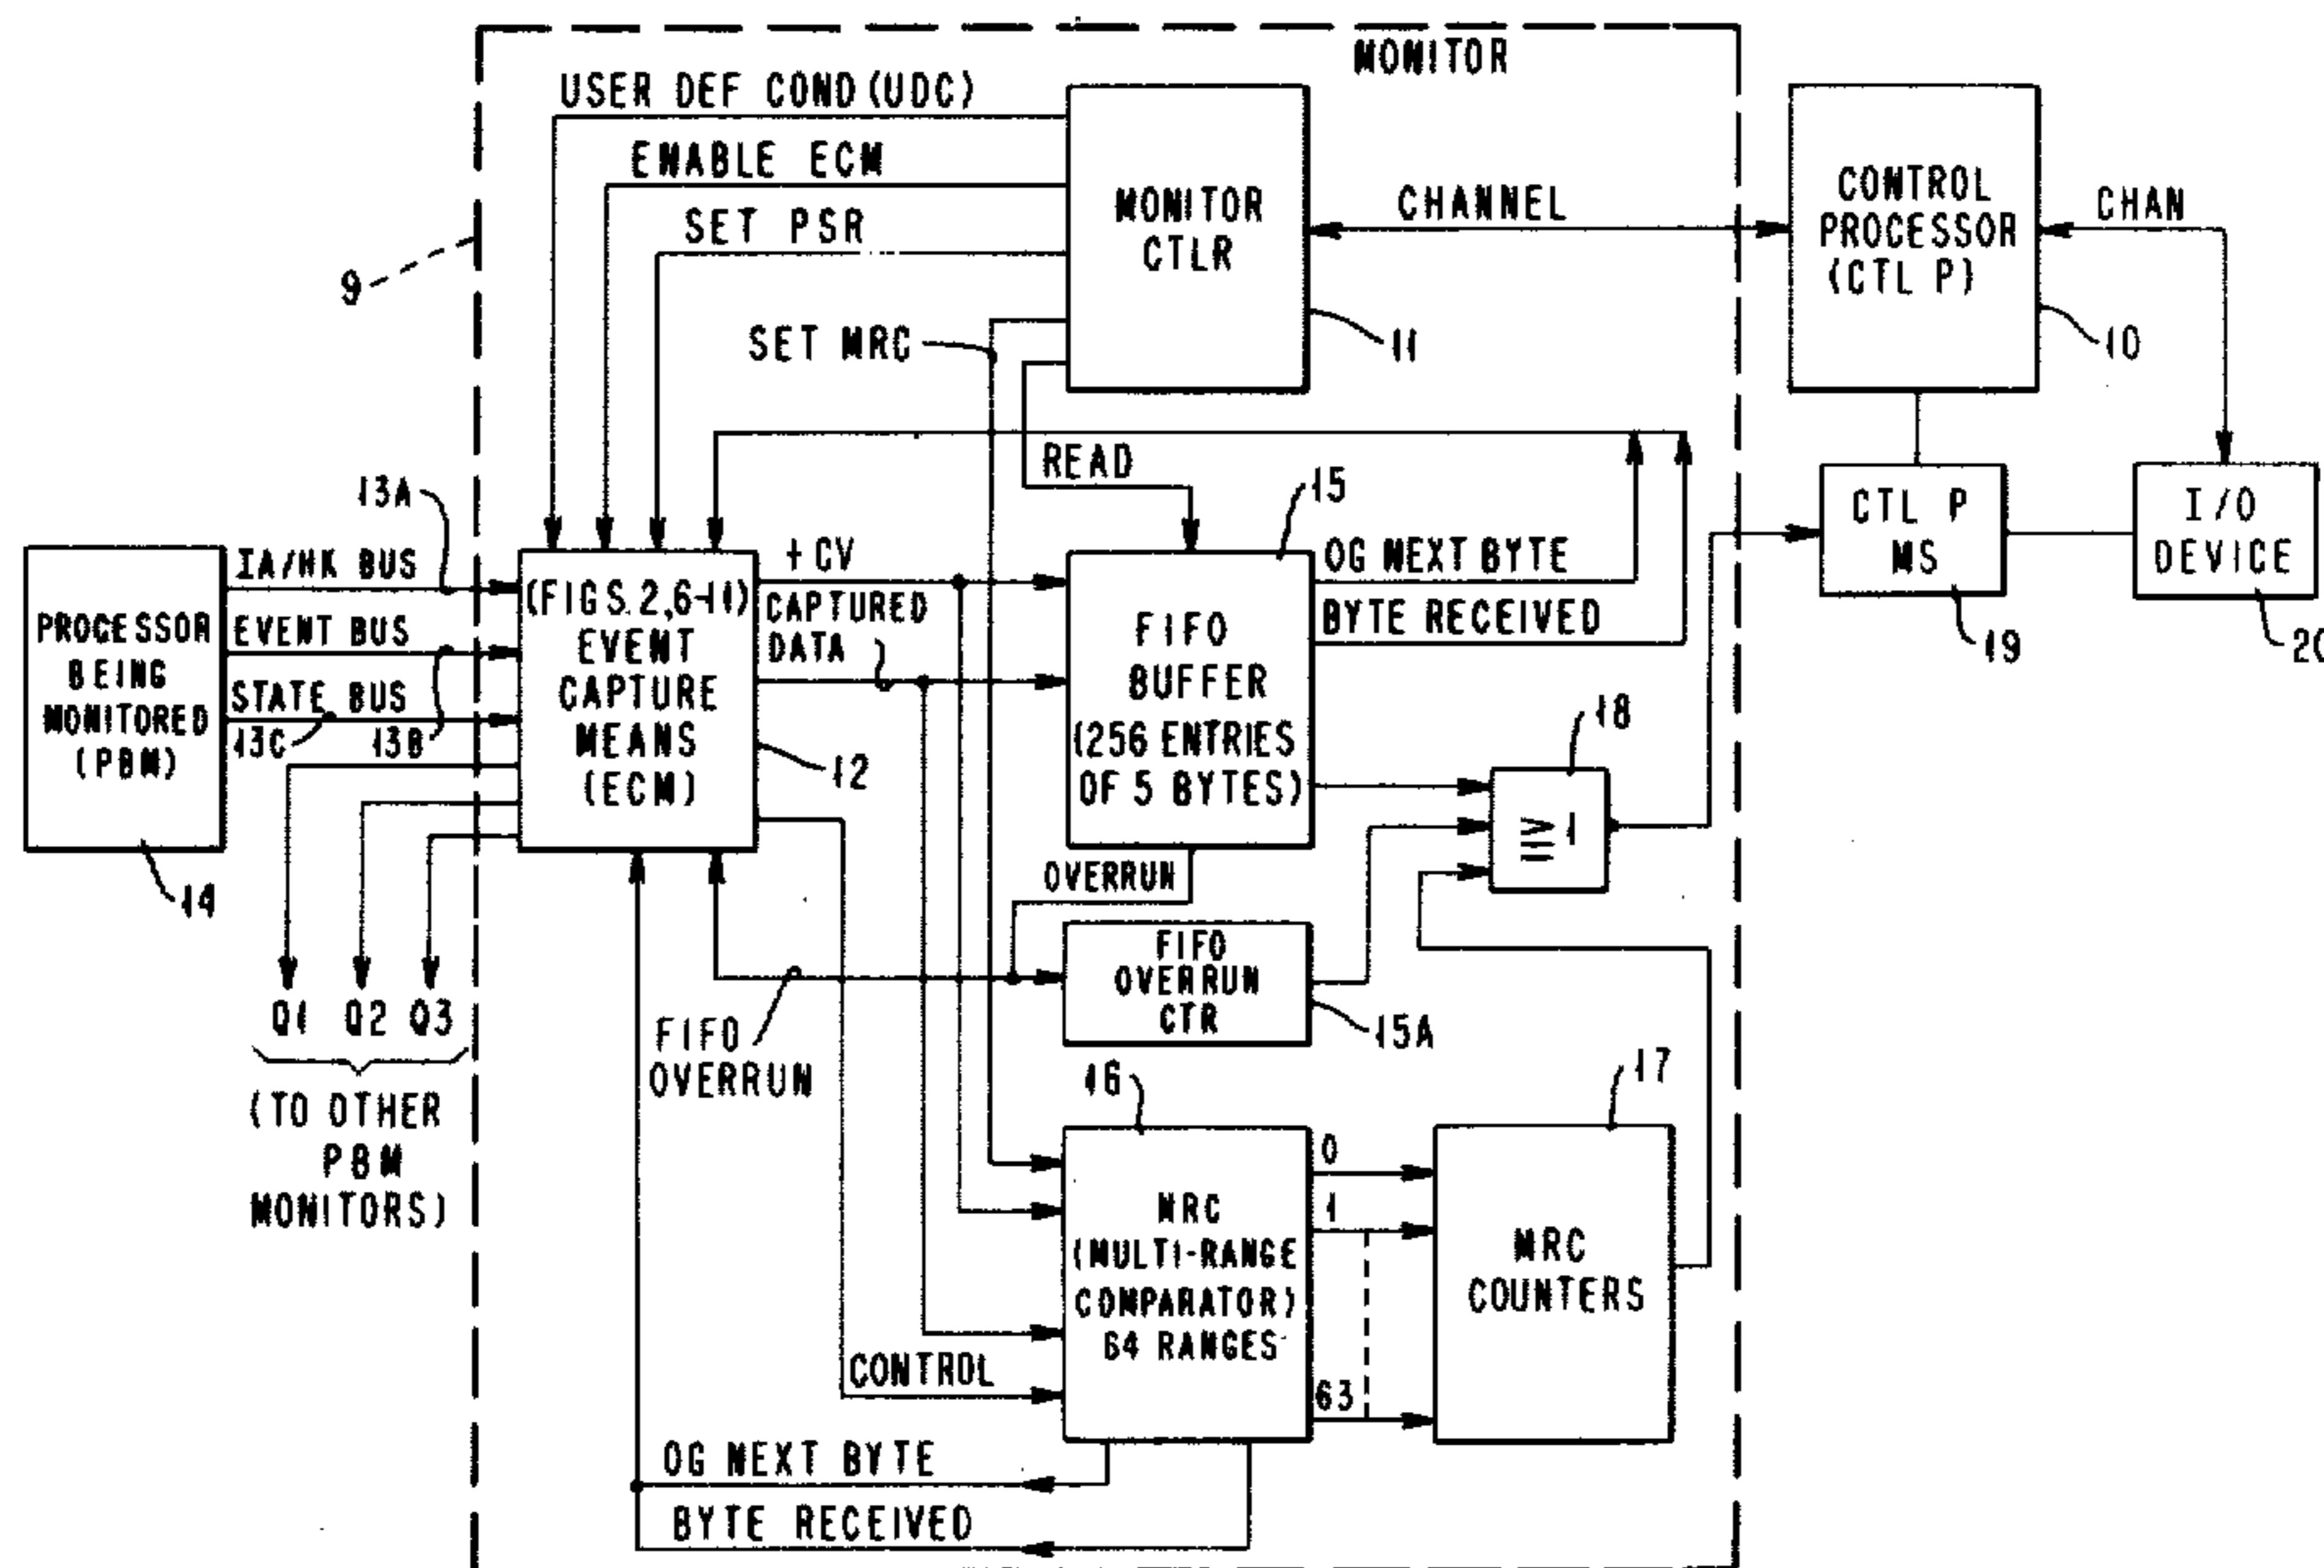 MONITOR
USER DEF COND (UDC)
ENABLE ECM
SET PSR
SET MRC
READ
9
MONITOR
CTLR
11
CHANNEL
CONTROL
PROCESSOR
(CTL P)
10
CHAN
CTL P
MS
19
I/O
DEVICE
20
PROCESSOR
BEING
MONITORED
(PBM)
14
13A
IA/HK BUS
EVENT BUS
STATE BUS
13C
13B
(FIGS. 2,6-11)
EVENT
CAPTURE
MEANS
(ECM)
12
+CV
CAPTURED
DATA
FIFO
BUFFER
(256 ENTRIES
OF 5 BYTES)
15
OG NEXT BYTE
BYTE RECEIVED
18
≥ 1
OVERRUN
FIFO
OVERRUN
CTR
15A
FIFO
OVERRUN
Q1 Q2 Q3
(TO OTHER
PBM
MONITORS)
16
MRC
(MULTI-RANGE
COMPARATOR)
64 RANGES
0
1
63
17
MRC
COUNTERS
CONTROL
OG NEXT BYTE
BYTE RECEIVED